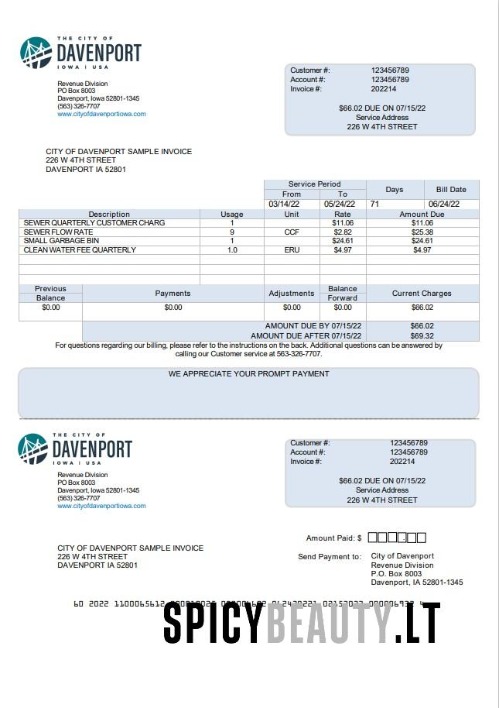 THE CITY OF
DAVENPORT
IOWA | USA
Revenue Division
PO Box 8003
Davenport, Iowa 52801-1345
(563) 326-7707
www.cityofdavenportiowa.com
Customer #: 123456789
Account #: 123456789
Invoice #: 202214
$66.02 DUE ON 07/15/22
Service Address
226 W 4TH STREET
CITY OF DAVENPORT SAMPLE INVOICE
226 W 4TH STREET
DAVENPORT IA 52801
Service Period Days Bill Date
From To
03/14/22 05/24/22 71 06/24/22
Description Usage Unit Rate Amount Due
SEWER QUARTERLY CUSTOMER CHARG 1 $11.06 $11.06
SEWER FLOW RATE 9 CCF $2.82 $25.38
SMALL GARBAGE BIN 1 $24.61 $24.61
CLEAN WATER FEE QUARTERLY 1.0 ERU $4.97 $4.97
Previous Balance Payments Adjustments Balance Forward Current Charges
$0.00 $0.00 $0.00 $0.00 $66.02
AMOUNT DUE BY 07/15/22 $66.02
AMOUNT DUE AFTER 07/15/22 $69.32
For questions regarding our billing, please refer to the instructions on the back. Additional questions can be answered by
calling our Customer service at 563-326-7707.
WE APPRECIATE YOUR PROMPT PAYMENT
THE CITY OF
DAVENPORT
IOWA | USA
Revenue Division
PO Box 8003
Davenport, Iowa 52801-1345
(563) 326-7707
www.cityofdavenportiowa.com
Customer #: 123456789
Account #: 123456789
Invoice #: 202214
$66.02 DUE ON 07/15/22
Service Address
226 W 4TH STREET
Amount Paid: $
CITY OF DAVENPORT SAMPLE INVOICE
226 W 4TH STREET
DAVENPORT IA 52801
Send Payment to: City of Davenport
Revenue Division
P.O. Box 8003
Davenport, IA 52801-1345
60 2022 1100065612
SPICYBEAUTY.LT